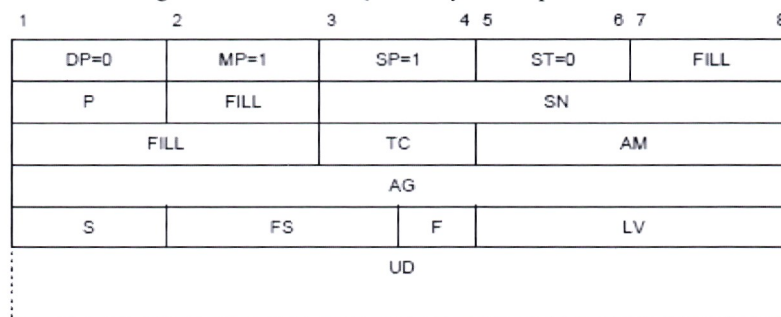 1 2 3 4 5 6 7 8
DP=0 MP=1 SP=1 ST=0 FILL
P FILL SN
FILL TC AM
AG
S FS F LV
UD